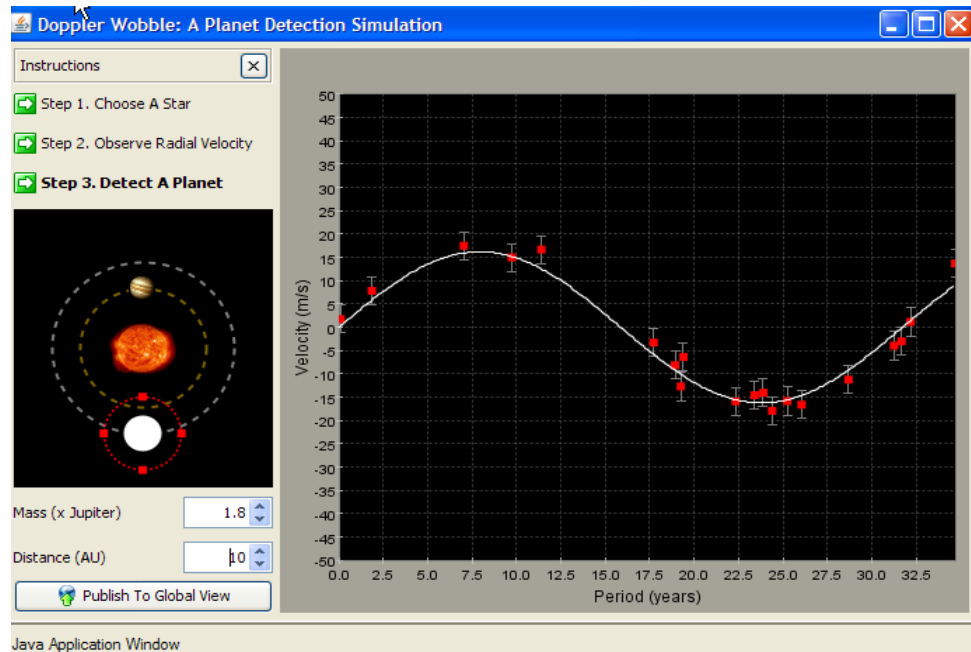 Doppler Wobble: A Planet Detection Simulation
Instructions
Step 1. Choose A Star
Step 2. Observe Radial Velocity
Step 3. Detect A Planet
Mass (x Jupiter) 1.8
Distance (AU) 10
Publish To Global View
Velocity (m/s)
50
45
40
35
30
25
20
15
10
5
0
-5
-10
-15
-20
-25
-30
-35
-40
-45
-50
0.0 2.5 5.0 7.5 10.0 12.5 15.0 17.5 20.0 22.5 25.0 27.5 30.0 32.5
Period (years)
Java Application Window